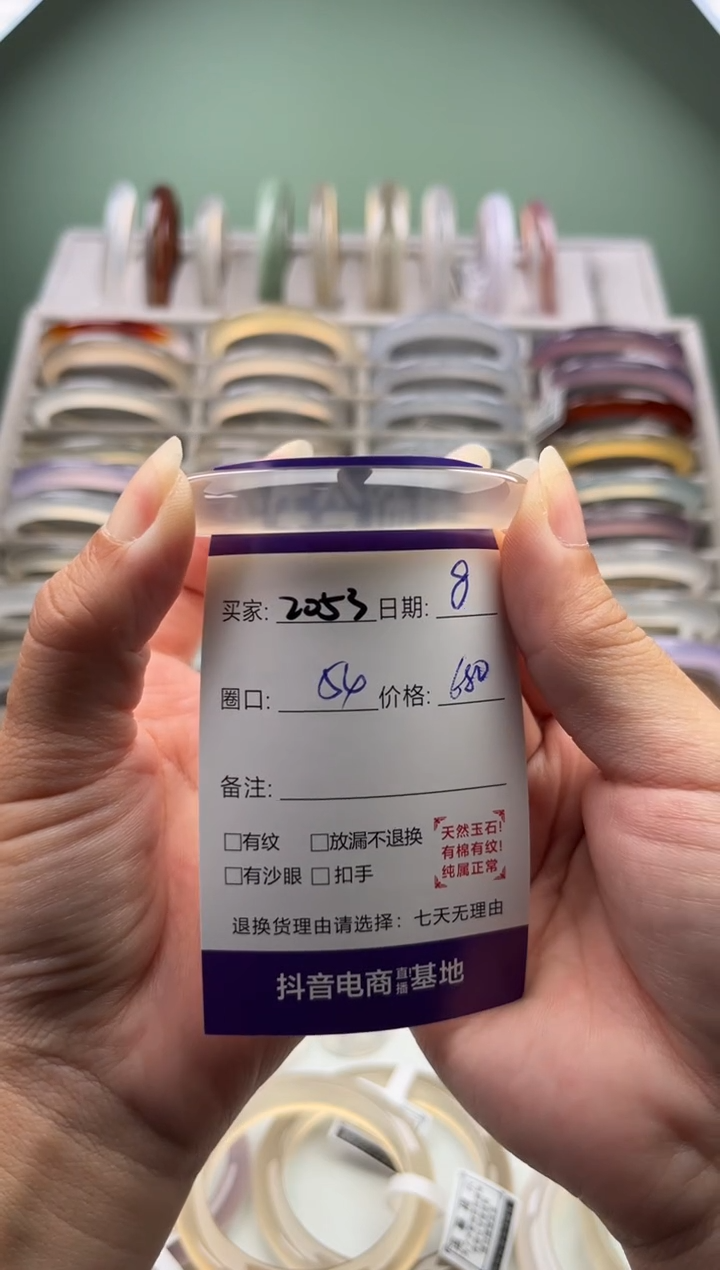 买家: 2053 日期: 8
圈口: 54 价格: 680
备注:
□有纹 □放漏不退换
□有沙眼 □扣手
天然玉石!
有棉有纹!
纯属正常
退换货理由请选择：七天无理由
抖音电商直播基地